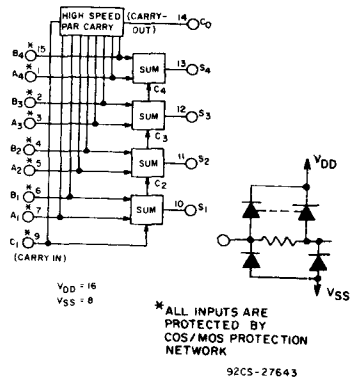 HIGH SPEED
PAR CARRY
(CARRY-
OUT)
14
C0
* B4 15
* A4 1
SUM
13
S4
C4
* B3 2
* A3 3
SUM
12
S3
C3
* B2 4
* A2 5
SUM
11
S2
C2
* B1 6
* A1 7
SUM
10
S1
* C1 9
(CARRY IN)
VDD = 16
VSS = 8
VDD
VSS
*ALL INPUTS ARE
PROTECTED BY
COS/MOS PROTECTION
NETWORK
92CS-27643